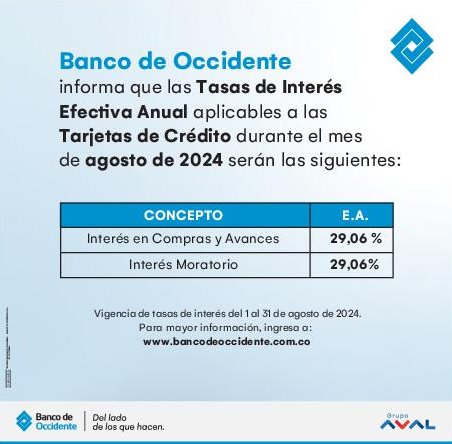 Banco de Occidente
informa que las Tasas de Interés
Efectiva Anual aplicables a las
Tarjetas de Crédito durante el mes
de agosto de 2024 serán las siguientes:
CONCEPTO E.A.
Interés en Compras y Avances 29,06 %
Interés Moratorio 29,06%
Vigencia de tasas de interés del 1 al 31 de agosto de 2024.
Para mayor información, ingresa a:
www.bancodeoccidente.com.co
Banco de
Occidente
Del lado
de los que hacen.
Grupo
AVAL